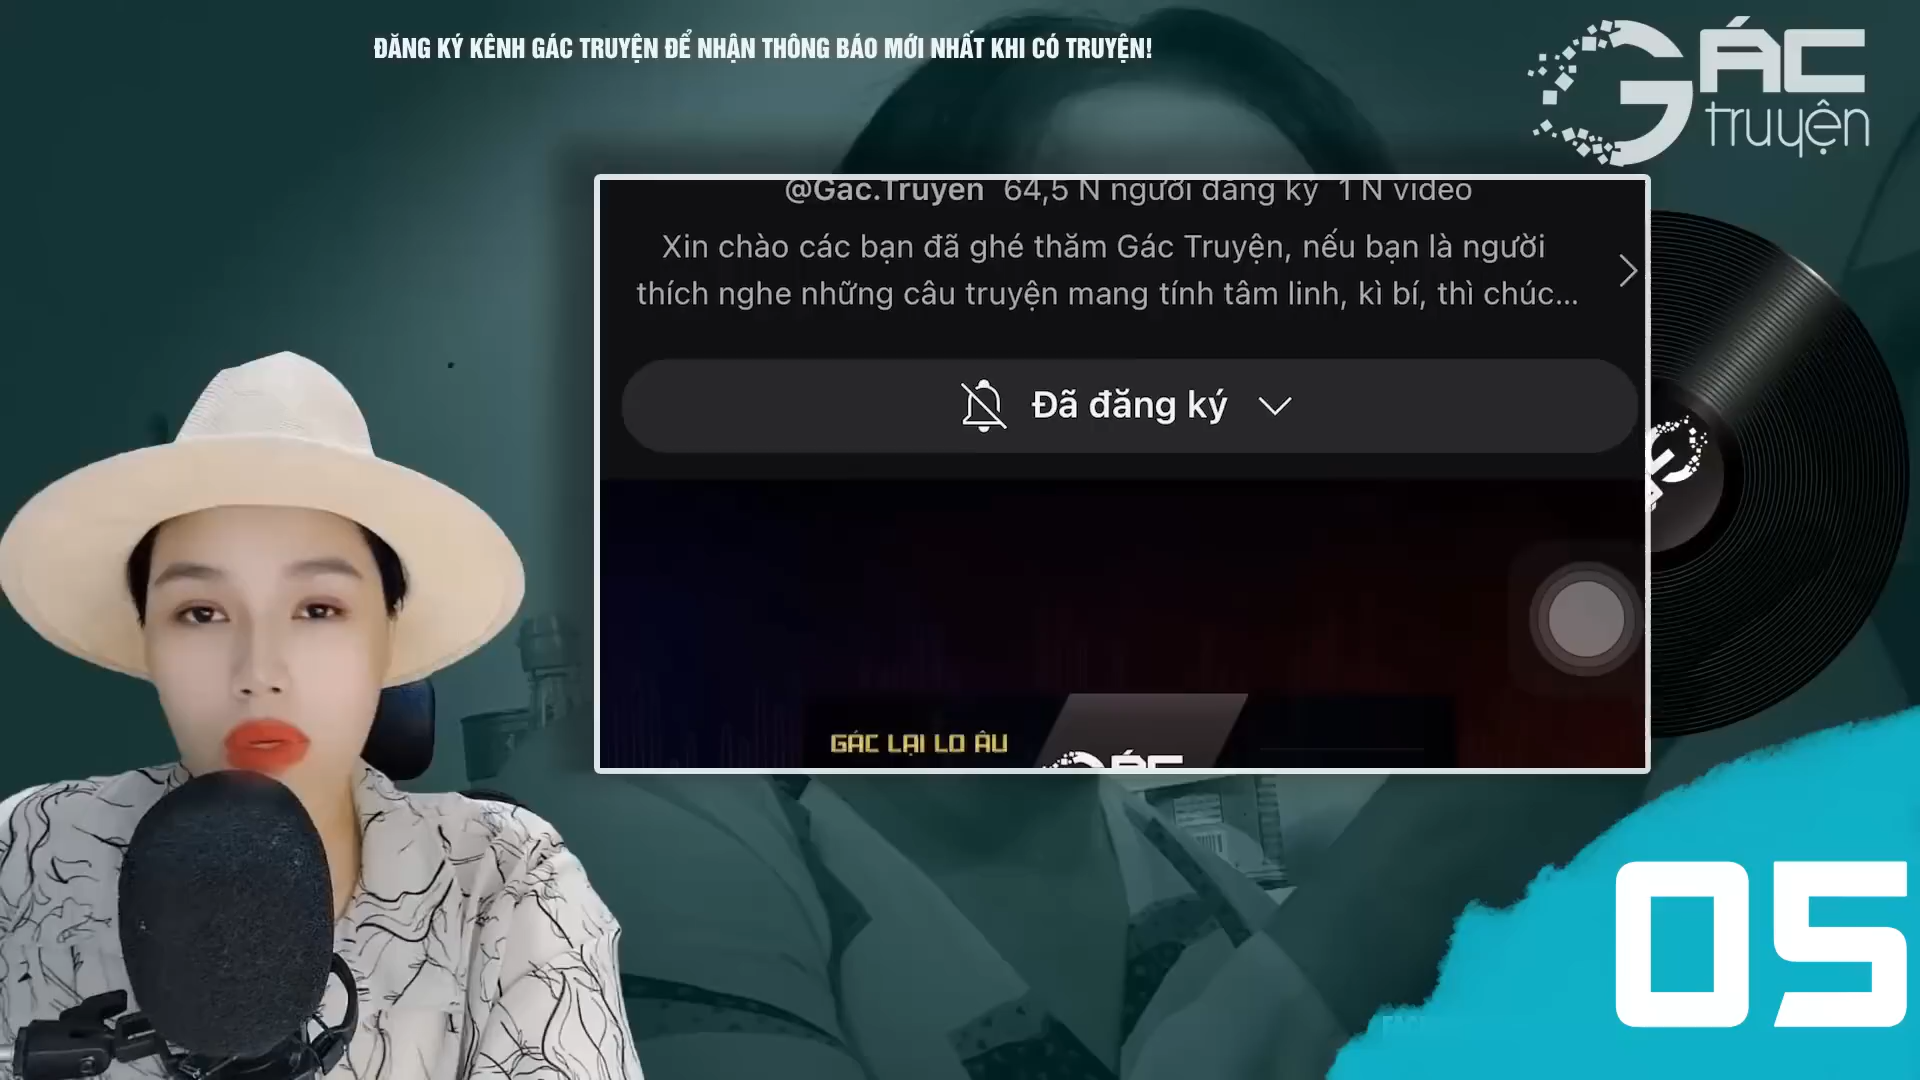 ĐĂNG KÝ KÊNH GÁC TRUYỆN ĐỂ NHẬN THÔNG BÁO MỚI NHẤT KHI CÓ TRUYỆN!
GÁC
truyện
@Gac.Truyen 64,5 N người đăng ký 1 N video
Xin chào các bạn đã ghé thăm Gác Truyện, nếu bạn là người
thích nghe những câu truyện mang tính tâm linh, kì bí, thì chúc...
Đã đăng ký
GÁC LẠI LO ÂU
GÁC
05